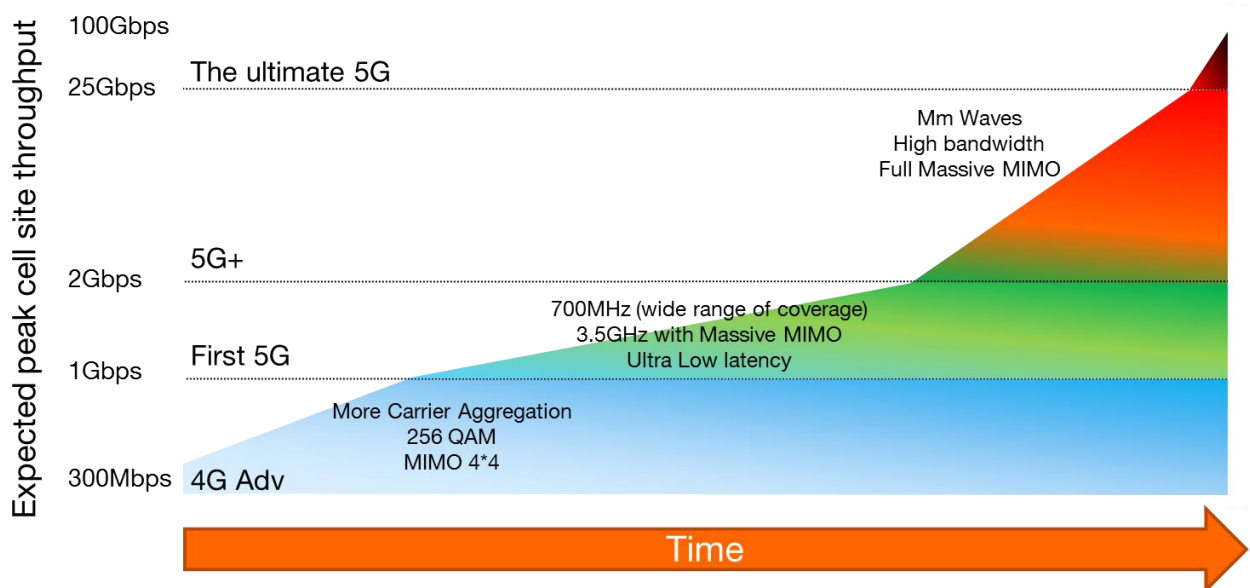 Expected peak cell site throughput
100Gbps
The ultimate 5G
25Gbps
Mm Waves
High bandwidth
Full Massive MIMO
5G+
2Gbps
700MHz (wide range of coverage)
3.5GHz with Massive MIMO
Ultra Low latency
First 5G
1Gbps
More Carrier Aggregation
256 QAM
MIMO 4*4
300Mbps
4G Adv
Time